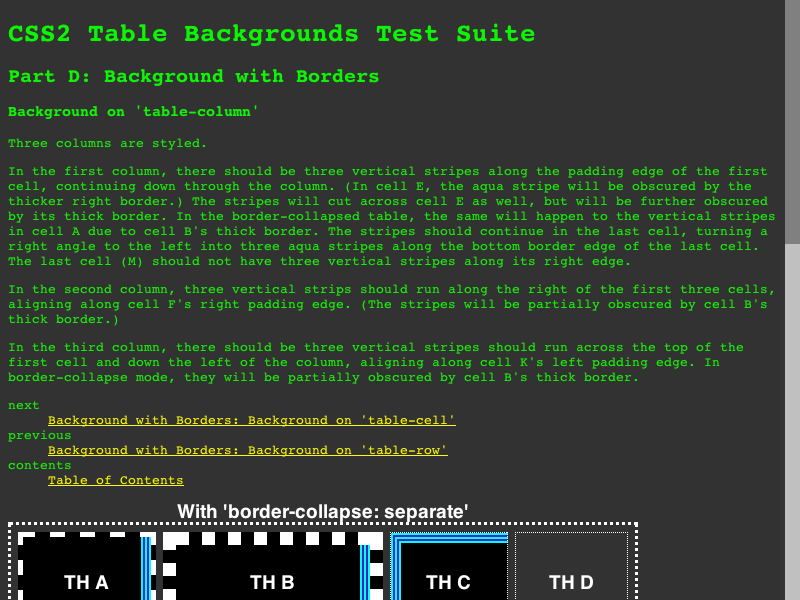 CSS2 Table Backgrounds Test Suite
Part D: Background with Borders
Background on 'table-column'
Three columns are styled.
In the first column, there should be three vertical stripes along the padding edge of the first
cell, continuing down through the column. (In cell E, the aqua stripe will be obscured by the
thicker right border.) The stripes will cut across cell E as well, but will be further obscured
by its thick border. In the border-collapsed table, the same will happen to the vertical stripes
in cell A due to cell B's thick border. The stripes should continue in the last cell, turning a
right angle to the left into three aqua stripes along the bottom border edge of the last cell.
The last cell (M) should not have three vertical stripes along its right edge.
In the second column, three vertical strips should run along the right of the first three cells,
aligning along cell F's right padding edge. (The stripes will be partially obscured by cell B's
thick border.)
In the third column, there should be three vertical stripes should run across the top of the
first cell and down the left of the column, aligning along cell K's left padding edge. In
border-collapse mode, they will be partially obscured by cell B's thick border.
next
Background with Borders: Background on 'table-cell'
previous
Background with Borders: Background on 'table-row'
contents
Table of Contents
With 'border-collapse: separate'
TH A TH B TH C TH D